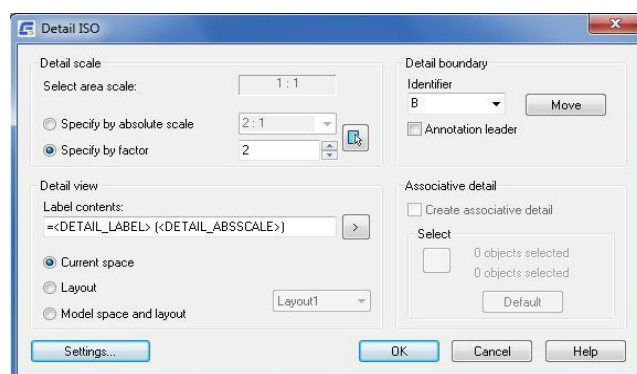 Detail ISO
Detail scale
Select area scale:
1 : 1
Specify by absolute scale
2 : 1
Specify by factor
2
Detail boundary
Identifier
B
Move
Annotation leader
Detail view
Label contents:
=<DETAIL_LABEL> (<DETAIL_ABSSCALE>)
>
Current space
Layout
Model space and layout
Layout1
Associative detail
Create associative detail
Select
0 objects selected
0 objects selected
Default
Settings...
OK
Cancel
Help